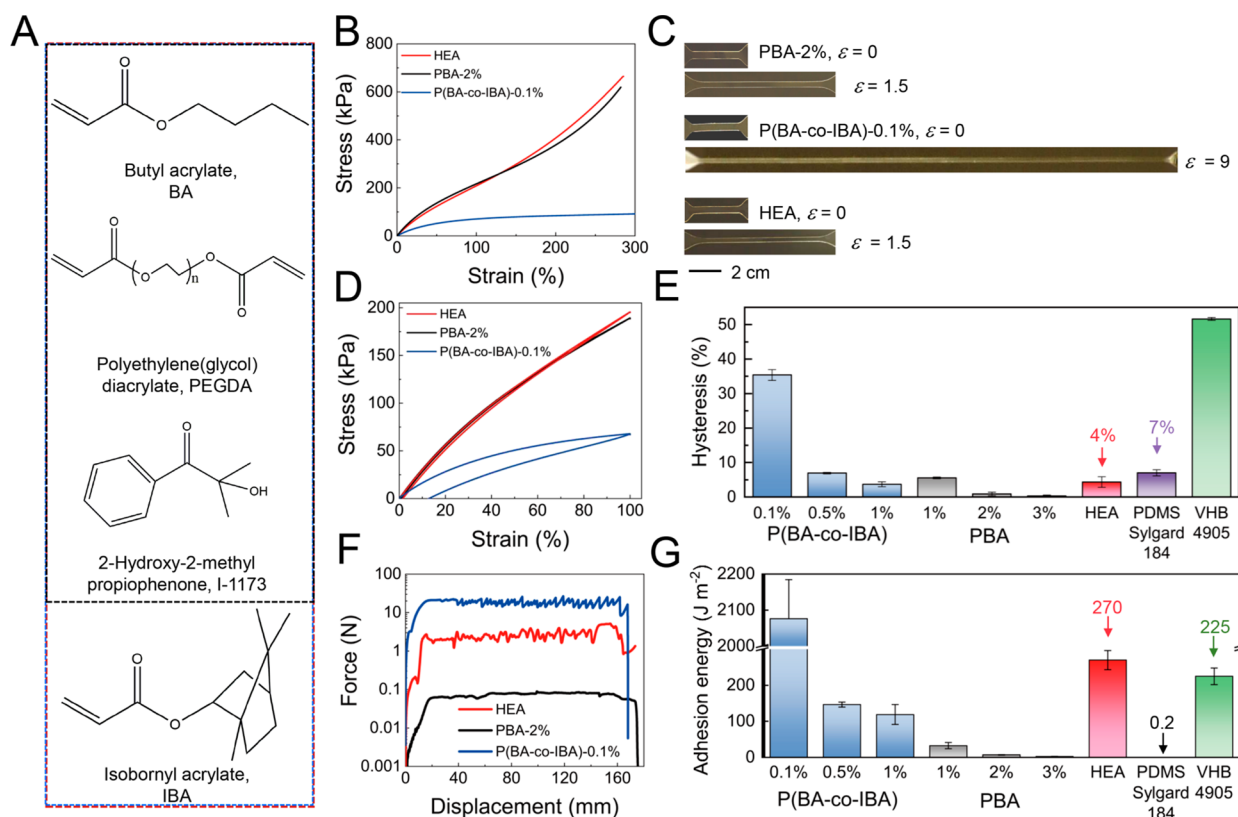 A
O
O
Butyl acrylate,
BA
O
O
O
n
O
Polyethylene(glycol)
diacrylate, PEGDA
O
OH
2-Hydroxy-2-methyl
propiophenone, I-1173
O
O
Isobornyl acrylate,
IBA
B
Stress (kPa)
800
600
400
200
0
HEA
PBA-2%
P(BA-co-IBA)-0.1%
0
100
200
300
Strain (%)
C
PBA-2%, ε = 0
ε = 1.5
P(BA-co-IBA)-0.1%, ε = 0
ε = 9
HEA, ε = 0
ε = 1.5
2 cm
D
Stress (kPa)
200
150
100
50
0
HEA
PBA-2%
P(BA-co-IBA)-0.1%
0
20
40
60
80
100
Strain (%)
E
Hysteresis (%)
50
40
30
20
10
0
4%
7%
0.1%
0.5%
1%
1%
2%
3%
HEA
PDMS
Sylgard
184
VHB
4905
P(BA-co-IBA)
PBA
F
Force (N)
100
10
1
0.1
0.01
0.001
HEA
PBA-2%
P(BA-co-IBA)-0.1%
0
40
80
120
160
Displacement (mm)
G
Adhesion energy (J m⁻²)
2200
2100
2000
200
100
0
270
0.2
225
0.1%
0.5%
1%
1%
2%
3%
HEA
PDMS
Sylgard
184
VHB
4905
P(BA-co-IBA)
PBA